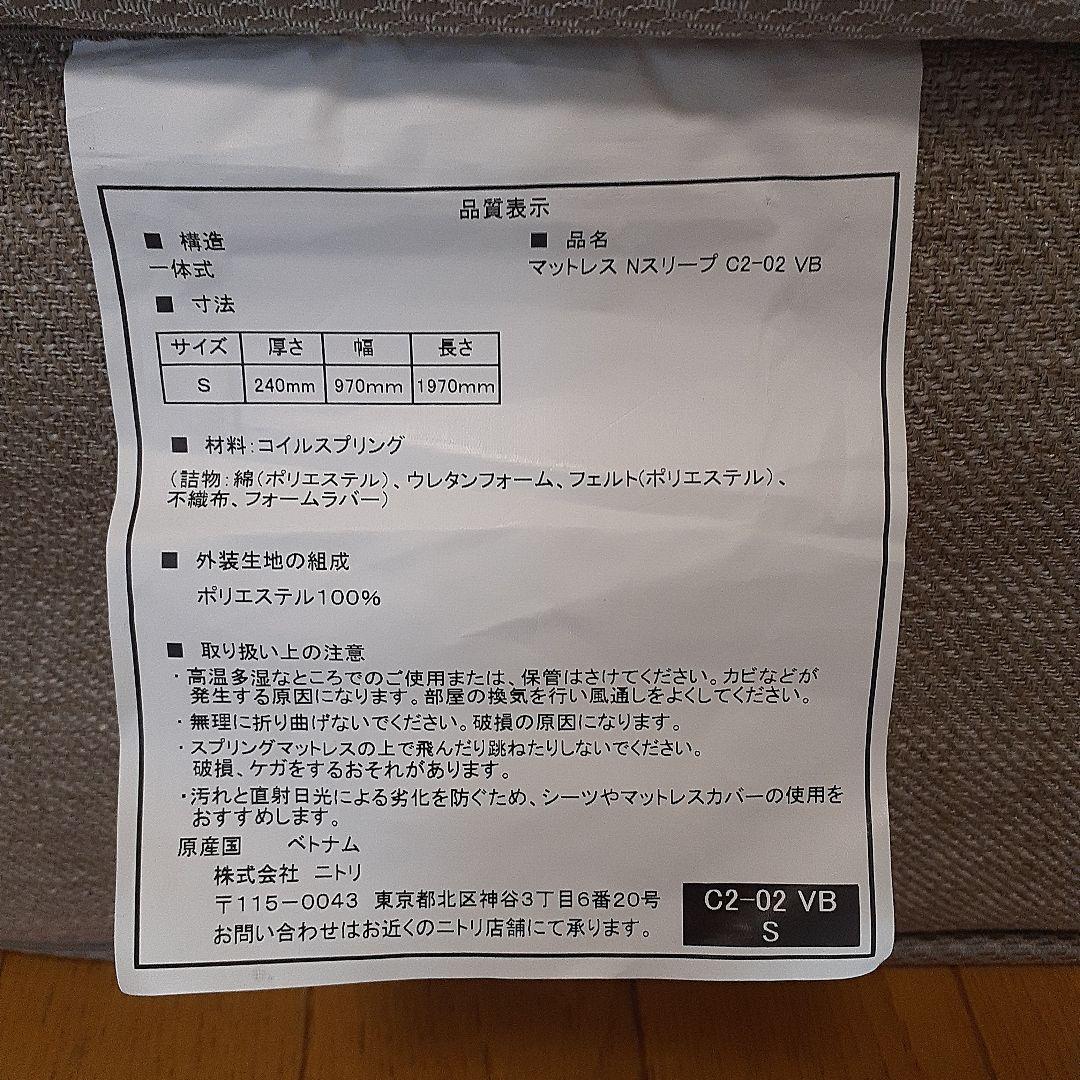 品質表示
■ 構造
一体式
■ 品名
マットレス Nスリープ C2-02 VB
■ 寸法
サイズ 厚さ 幅 長さ
S 240mm 970mm 1970mm
■ 材料:コイルスプリング
(詰物:綿(ポリエステル)、ウレタンフォーム、フェルト(ポリエステル)、
不織布、フォームラバー)
■ 外装生地の組成
ポリエステル100%
■ 取り扱い上の注意
・高温多湿なところでのご使用または、保管はさけてください。カビなどが
発生する原因になります。部屋の換気を行い風通しをよくしてください。
・無理に折り曲げないでください。破損の原因になります。
・スプリングマットレスの上で飛んだり跳ねたりしないでください。
破損、ケガをするおそれがあります。
・汚れと直射日光による劣化を防ぐため、シーツやマットレスカバーの使用を
おすすめします。
原産国 ベトナム
株式会社 ニトリ
〒115-0043 東京都北区神谷3丁目6番20号
お問い合わせはお近くのニトリ店舗にて承ります。
C2-02 VB
S